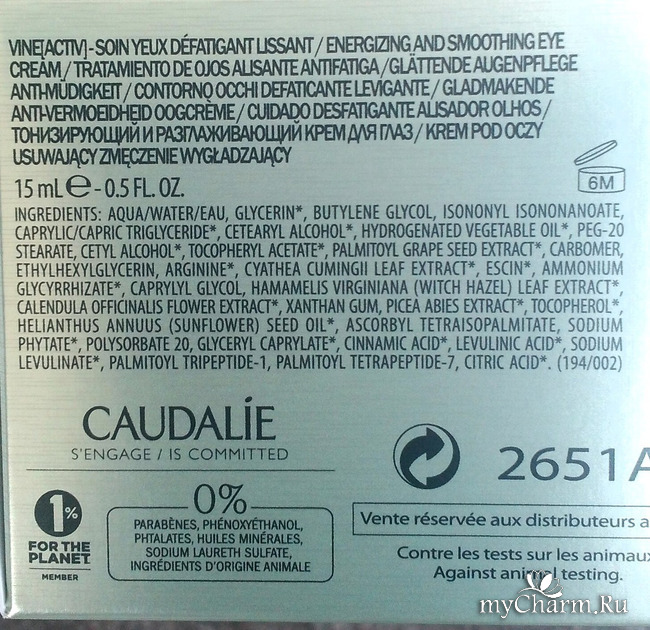 VINE[ACTIV]-SOIN YEUX DÉFATIGANT LISSANT / ENERGIZING AND SMOOTHING EYE
CREAM / TRATAMIENTO DE OJOS ALISANTE ANTIFATIGA / GLÄTTENDE AUGENPFLEGE
ANTI-MÜDIGKEIT / CONTORNO OCCHI DEFATICANTE LEVIGANTE / GLADMAKENDE
ANTI-VERMOEIDHEID OOGCRÈME / CUIDADO DESFATIGANTE ALISADOR OLHOS /
ТОНИЗИРУЮЩИЙ И РАЗГЛАЖИВАЮЩИЙ КРЕМ ДЛЯ ГЛАЗ / KREM POD OCZY
USUWAJĄCY ZMĘCZENIE WYGŁADZAJĄCY
15 mL e - 0.5 FL. OZ.
6M
INGREDIENTS: AQUA/WATER/EAU, GLYCERIN*, BUTYLENE GLYCOL, ISONONYL ISONONANOATE,
CAPRYLIC/CAPRIC TRIGLYCERIDE*, CETEARYL ALCOHOL*, HYDROGENATED VEGETABLE OIL*, PEG-20
STEARATE, CETYL ALCOHOL*, TOCOPHERYL ACETATE*, PALMITOYL GRAPE SEED EXTRACT*, CARBOMER,
ETHYLHEXYLGLYCERIN, ARGININE*, CYATHEA CUMINGII LEAF EXTRACT*, ESCIN*, AMMONIUM
GLYCYRRHIZATE*, CAPRYLYL GLYCOL, HAMAMELIS VIRGINIANA (WITCH HAZEL) LEAF EXTRACT*,
CALENDULA OFFICINALIS FLOWER EXTRACT*, XANTHAN GUM, PICEA ABIES EXTRACT*, TOCOPHEROL*,
HELIANTHUS ANNUUS (SUNFLOWER) SEED OIL*, ASCORBYL TETRAISOPALMITATE, SODIUM
PHYTATE*, POLYSORBATE 20, GLYCERYL CAPRYLATE*, CINNAMIC ACID*, LEVULINIC ACID*, SODIUM
LEVULINATE*, PALMITOYL TRIPEPTIDE-1, PALMITOYL TETRAPEPTIDE-7, CITRIC ACID*. (194/002)
CAUDALÍE
S'ENGAGE / IS COMMITTED
2651A
1%
FOR THE
PLANET
MEMBER
0%
PARABÈNES, PHÉNOXYÉTHANOL,
PHTALATES, HUILES MINÉRALES,
SODIUM LAURETH SULFATE,
INGRÉDIENTS D'ORIGINE ANIMALE
Vente réservée aux distributeurs a
Contre les tests sur les animaux
Against animal testing.
myCharm.Ru